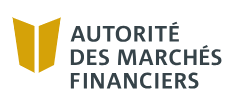 AUTORITÉ
DES MARCHÉS
FINANCIERS